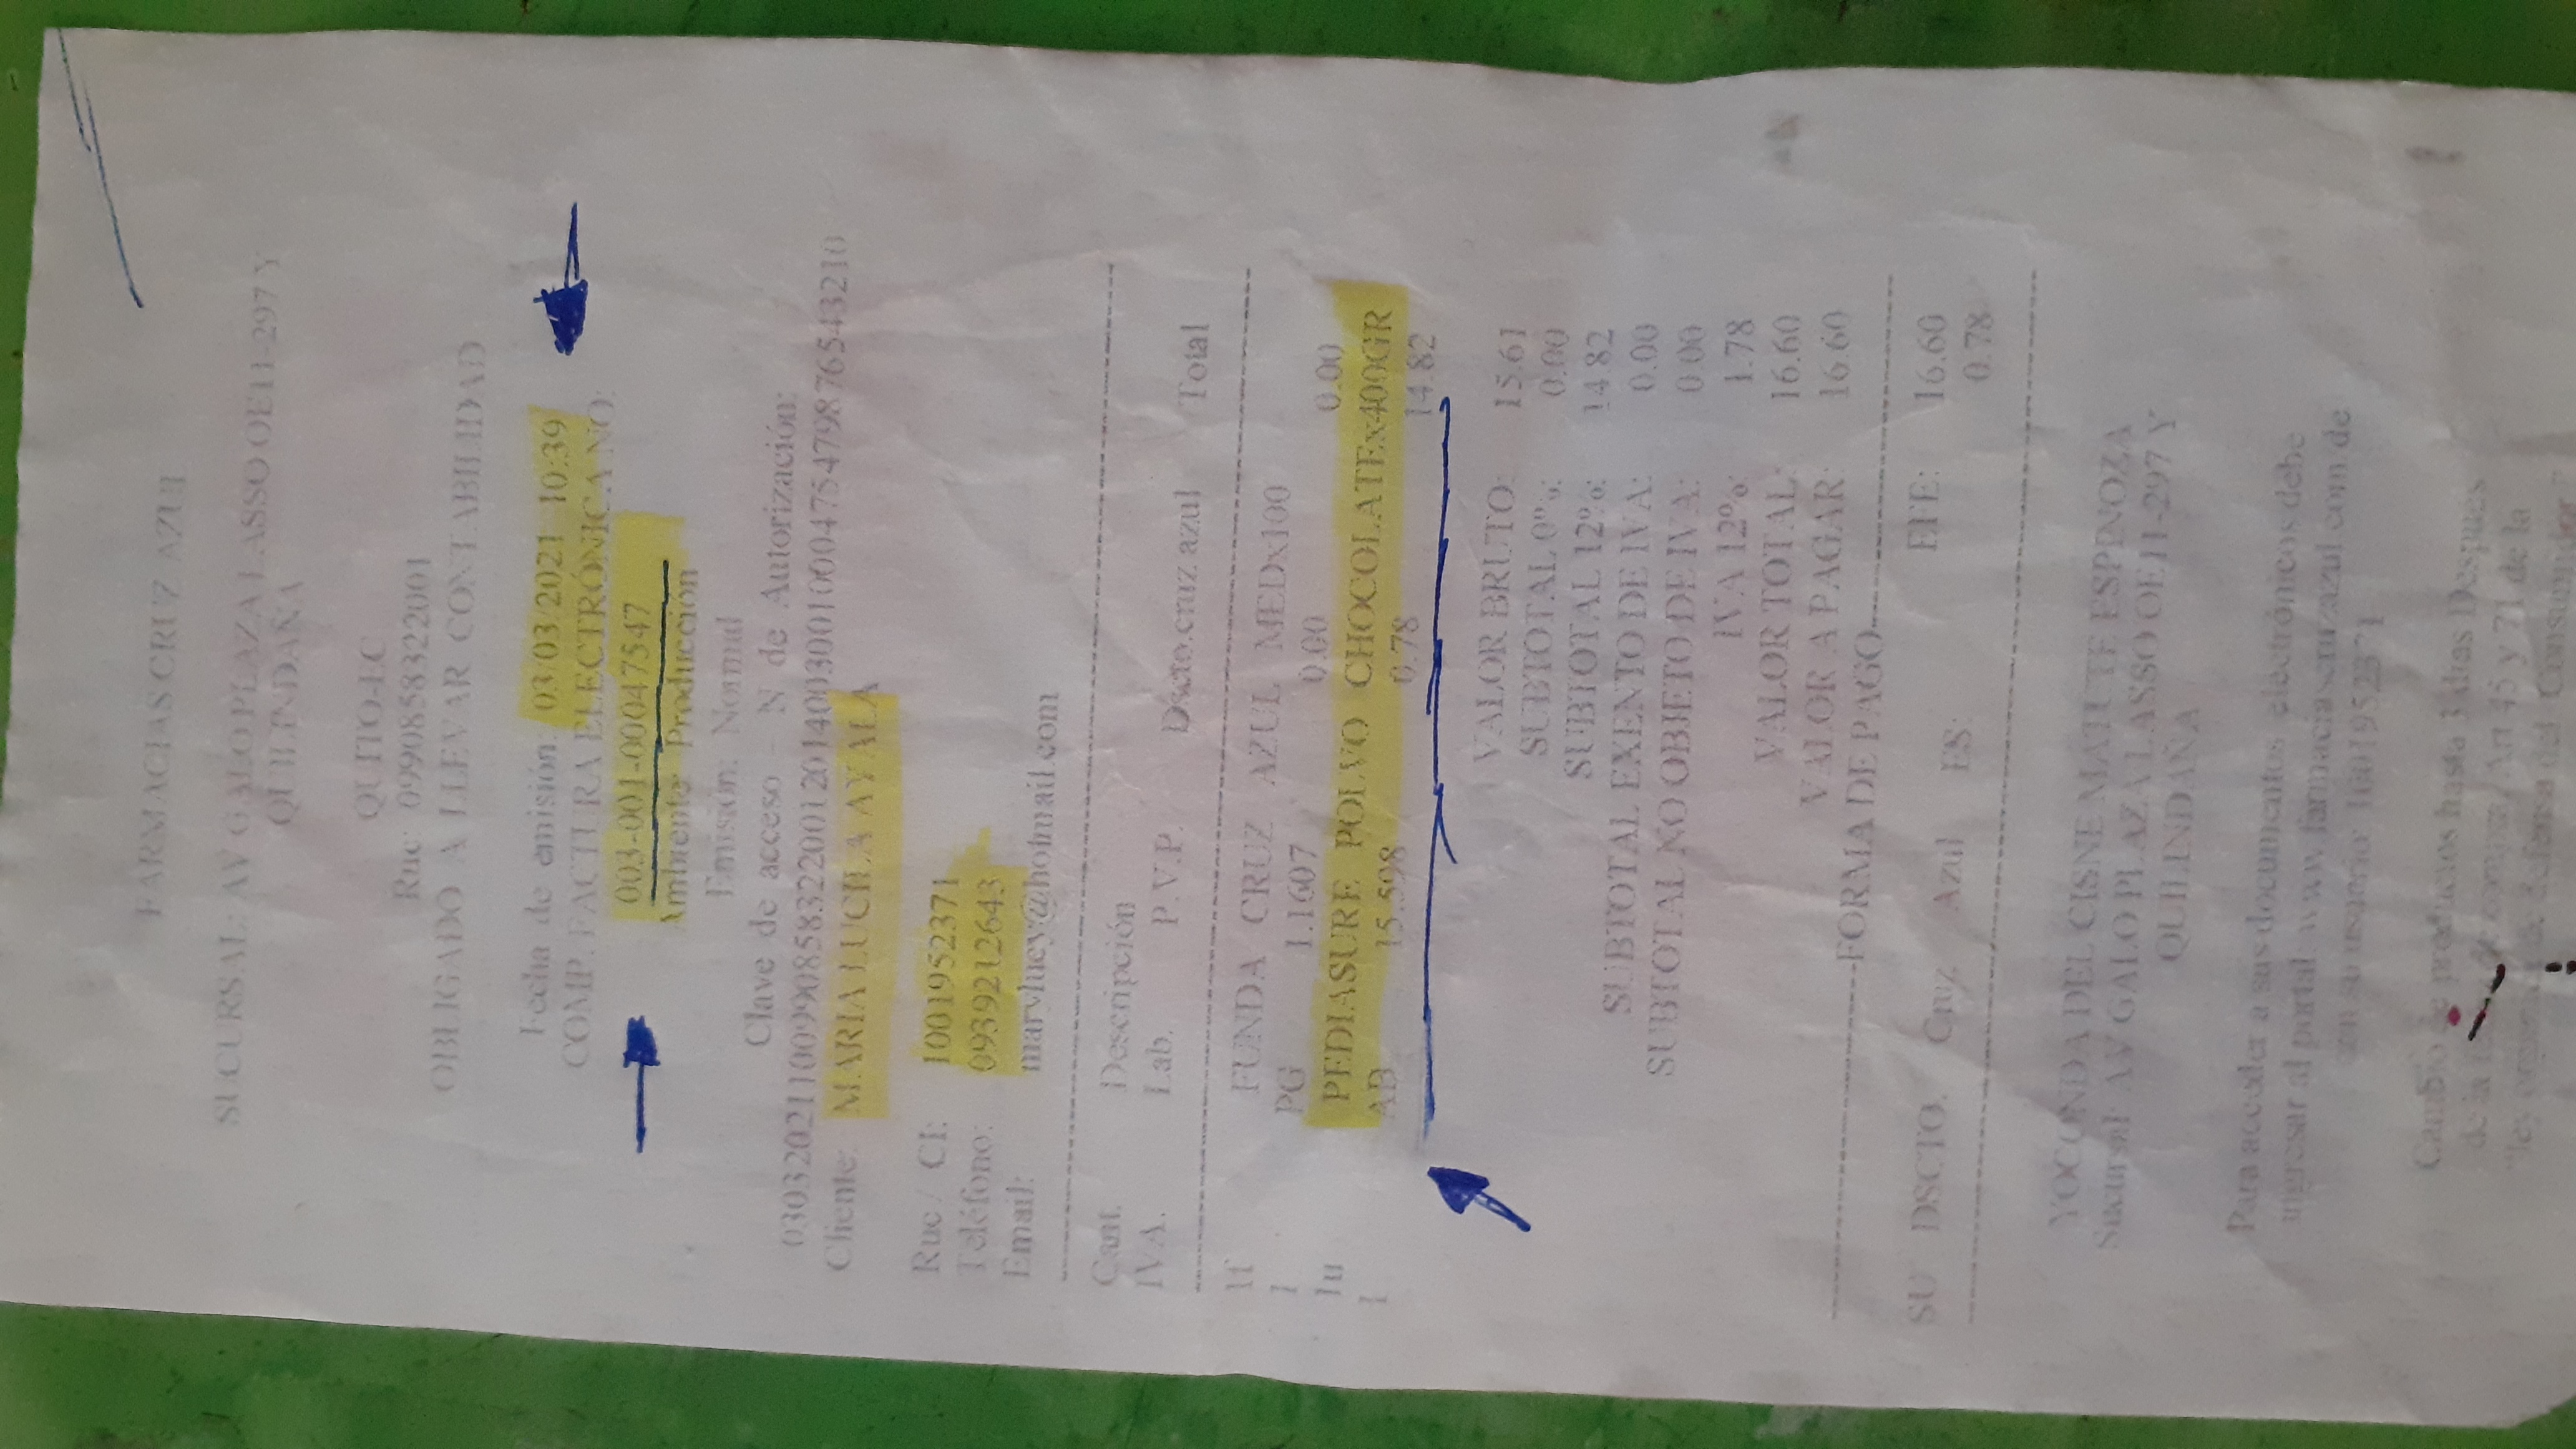 FARMACIAS CRUZ AZUL
SUCURSAL: AV GALO PLAZA LASSO OE11-297 Y
QUILINDAÑA
QUITO-EC
Ruc: 0990858322001
OBLIGADO A LLEVAR CONTABILIDAD
Fecha de emisión: 03/03/2021 10:39
COMP. FACTURA ELECTRÓNICA NO:
003-001-00047547
Ambiente: Producción
Emisión: Normal
Clave de acceso - N de Autorización:
030320211009908583220012014003001000475479876543210
Cliente: MARIA LUCILA AYALA
Ruc / CI: 1001952371
Teléfono: 0939212643
Email: marylucy@hotmail.com
Cant. Descripción
IVA. Lab. P.V.P. Dscto.cruz azul Total
1f FUNDA CRUZ AZUL MEDx100
1 PG 1.1607 0.00 0.00
1u PEDIASURE POLVO CHOCOLATEx400GR
1 AB 15.598 0.78 14.82
VALOR BRUTO: 15.61
SUBTOTAL 0%: 0.00
SUBTOTAL 12%: 14.82
SUBTOTAL EXENTO DE IVA: 0.00
SUBTOTAL NO OBJETO DE IVA: 0.00
IVA 12%: 1.78
VALOR TOTAL: 16.60
VALOR A PAGAR: 16.60
FORMA DE PAGO
EFE: 16.60
SU DSCTO. Cruz Azul ES: 0.78
YOCONDA DEL CISNE MATUTE ESPINOZA
Sucursal: AV GALO PLAZA LASSO OE11-297 Y
QUILINDAÑA
Para acceder a sus documentos electrónicos debe
ingresar al portal: www.farmaciascruzazul.com/de
con su usuario: 1001952371
Cambio de productos hasta 3 dias Después
de la de compra, Art 45 y 71 de la
"ley organica de defensa del Consumidor"